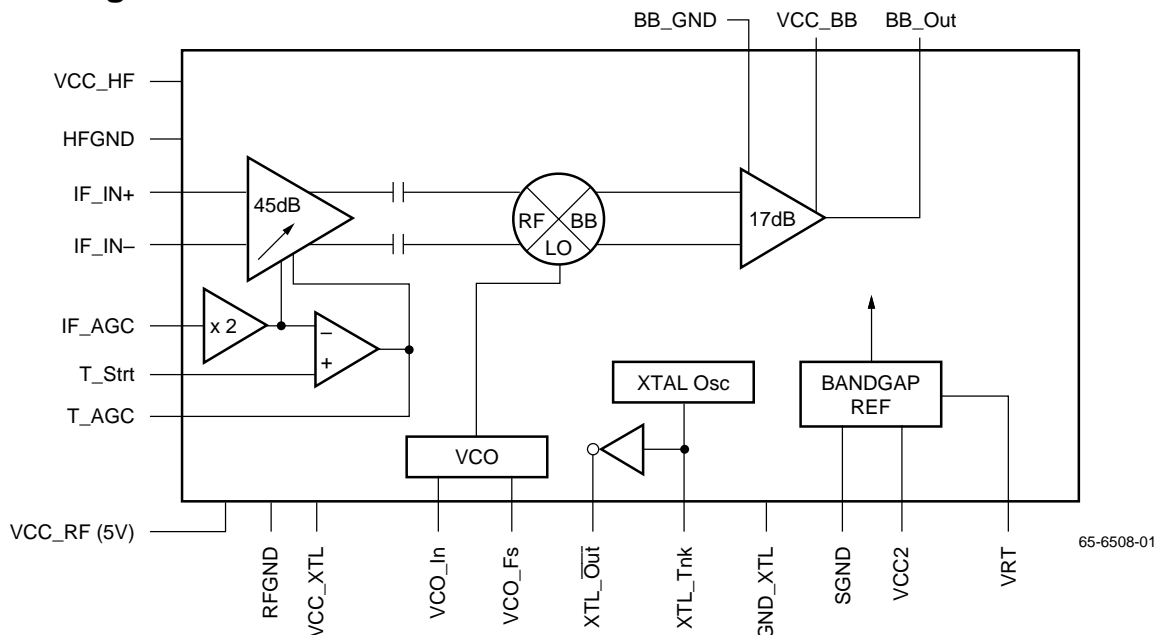 BB_GND VCC_BB BB_Out
VCC_HF
HFGND
IF_IN+
45dB
RF BB
LO
17dB
IF_IN–
IF_AGC
x 2
–
+
T_Strt
T_AGC
XTAL Osc
BANDGAP
REF
VCO
VCC_RF (5V)
RFGND
VCC_XTL
VCO_In
VCO_Fs
XTL_Out
XTL_Tnk
GND_XTL
SGND
VCC2
VRT
65-6508-01